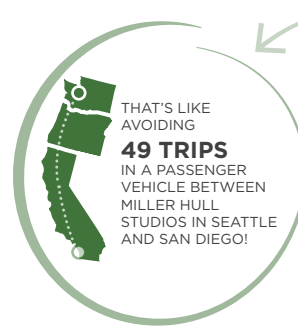 THAT'S LIKE
AVOIDING
49 TRIPS
IN A PASSENGER
VEHICLE BETWEEN
MILLER HULL
STUDIOS IN SEATTLE
AND SAN DIEGO!